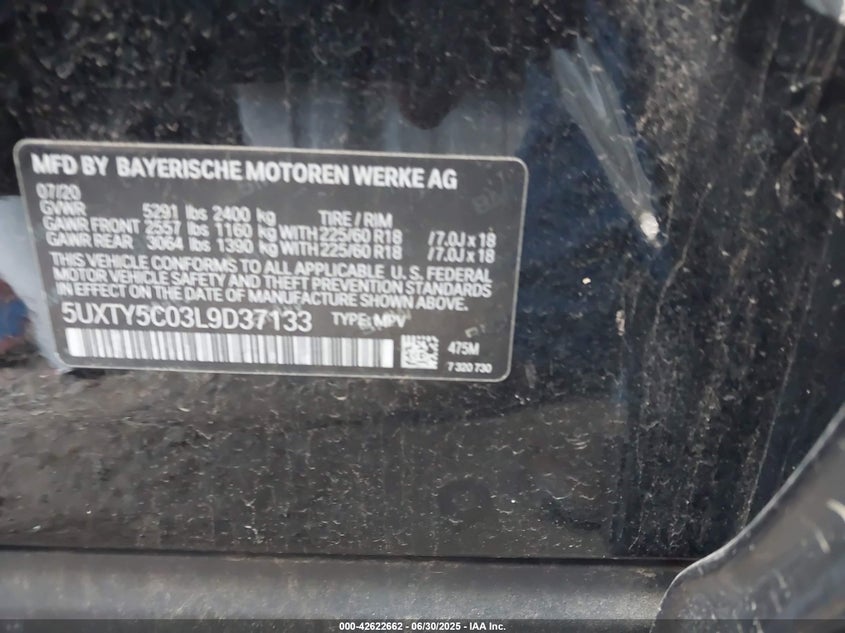 MFD BY BAYERISCHE MOTOREN WERKE AG
07/20
GVWR 5291 lbs 2400 kg TIRE / RIM
GAWR FRONT 2557 lbs 1160 kg WITH 225/60 R18 /7.0J x 18
GAWR REAR 3064 lbs 1390 kg WITH 225/60 R18 /7.0J x 18
THIS VEHICLE CONFORMS TO ALL APPLICABLE U. S. FEDERAL
MOTOR VEHICLE SAFETY, BUMPER AND THEFT PREVENTION
STANDARDS IN EFFECT ON THE DATE OF MANUFACTURE SHOWN ABOVE.
5UXTY5C03L9D37133 TYPE: MPV
475M
7 320 730
000-42622662 - 06/30/2025 - IAA Inc.